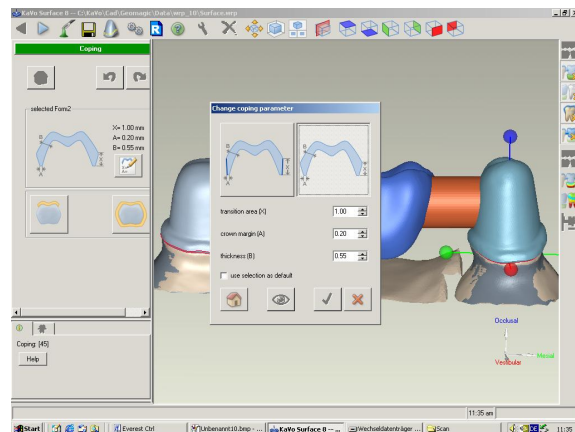 KaVo Surface 8 -- C:\KaVo\Cad\Geomagic\Data\wrp_10\Surface.wrp
Coping
selected Form2
B
X
A
X= 1.00 mm
A= 0.20 mm
B= 0.55 mm
Change coping parameter
B
X
A
B
X
A
transition area (X)
1.00
crown margin (A)
0.20
thickness (B)
0.55
use selection as default
Coping: [45]
Help
Occlusal
Mesial
Vestibular
11:35 am
Start
Everest Ctrl
Unbenannt10.bmp - ...
KaVo Surface 8 -- ...
Wechseldatenträger ...
Scan
DE
11:35